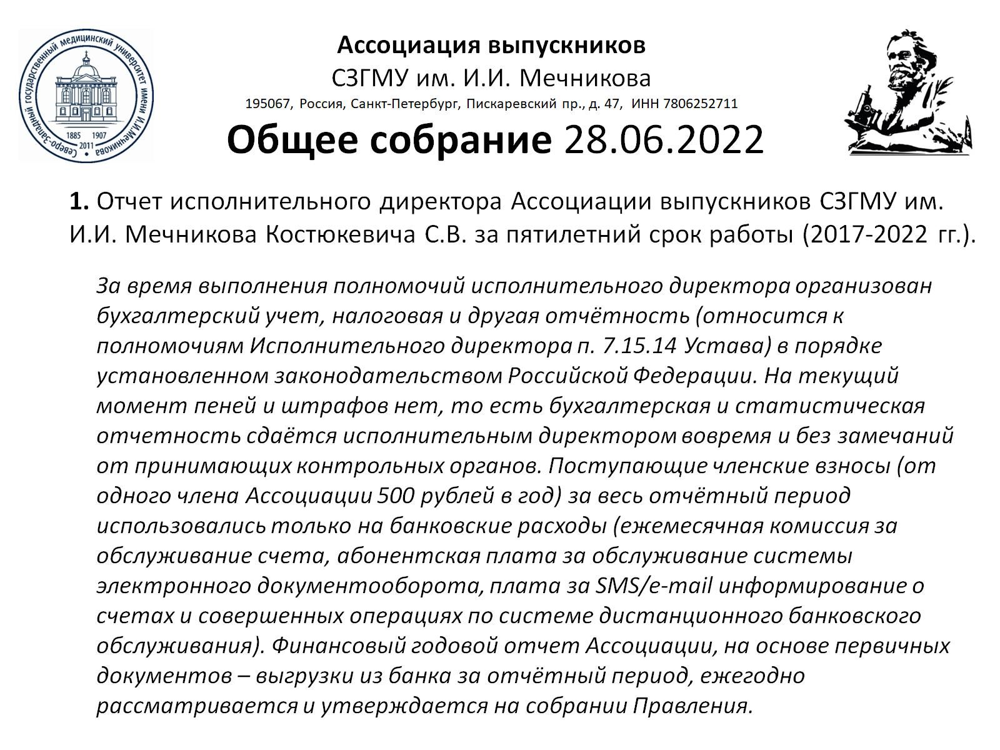 Северо-Западный государственный медицинский университет имени И.И.Мечникова
1885 1907
2011
Ассоциация выпускников
СЗГМУ им. И.И. Мечникова
195067, Россия, Санкт-Петербург, Пискаревский пр., д. 47, ИНН 7806252711
Общее собрание 28.06.2022
1. Отчет исполнительного директора Ассоциации выпускников СЗГМУ им.
И.И. Мечникова Костюкевича С.В. за пятилетний срок работы (2017-2022 гг.).
За время выполнения полномочий исполнительного директора организован
бухгалтерский учет, налоговая и другая отчётность (относится к
полномочиям Исполнительного директора п. 7.15.14 Устава) в порядке
установленном законодательством Российской Федерации. На текущий
момент пеней и штрафов нет, то есть бухгалтерская и статистическая
отчетность сдаётся исполнительным директором вовремя и без замечаний
от принимающих контрольных органов. Поступающие членские взносы (от
одного члена Ассоциации 500 рублей в год) за весь отчётный период
использовались только на банковские расходы (ежемесячная комиссия за
обслуживание счета, абонентская плата за обслуживание системы
электронного документооборота, плата за SMS/e-mail информирование о
счетах и совершенных операциях по системе дистанционного банковского
обслуживания). Финансовый годовой отчет Ассоциации, на основе первичных
документов – выгрузки из банка за отчётный период, ежегодно
рассматривается и утверждается на собрании Правления.